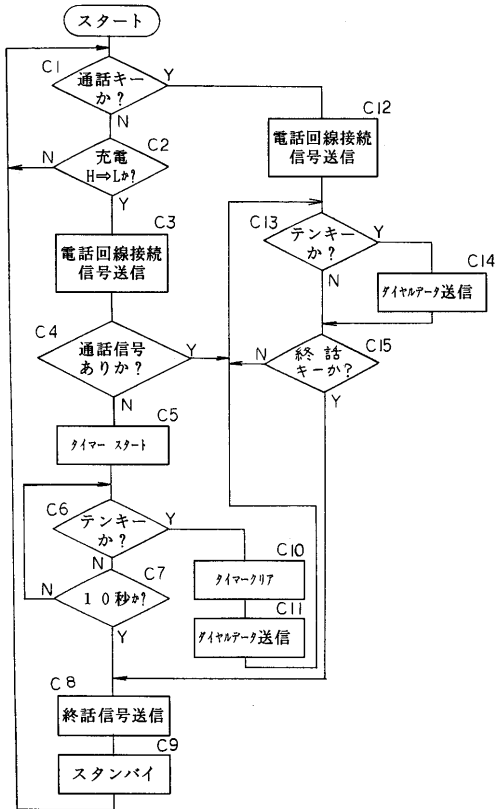 スタート
C1
通話キー
か?
Y
N
C12
電話回線接続
信号送信
C2
充電
H⇒Lか?
N
Y
C13
テンキー
か?
Y
N
C3
電話回線接続
信号送信
C14
ダイヤルデータ送信
C4
通話信号
ありか?
Y
N
C15
終話
キーか?
N
Y
C5
タイマー スタート
C6
テンキー
か?
Y
N
C10
タイマークリア
C7
10秒か?
N
Y
C11
ダイヤルデータ送信
C8
終話信号送信
C9
スタンバイ